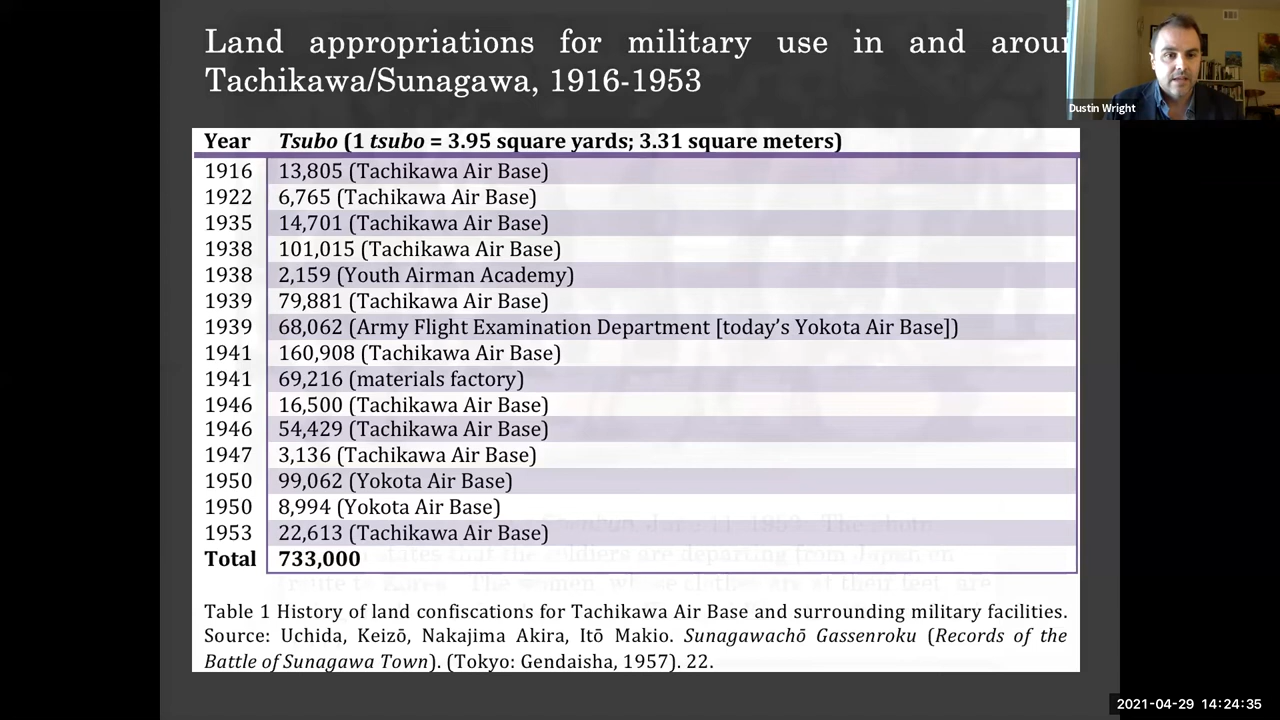 Land appropriations for military use in and
Tachikawa/Sunagawa, 1916-1953
Dustin Wright
Year Tsubo (1 tsubo = 3.95 square yards; 3.31 square meters)
1916 13,805 (Tachikawa Air Base)
1922 6,765 (Tachikawa Air Base)
1935 14,701 (Tachikawa Air Base)
1938 101,015 (Tachikawa Air Base)
1938 2,159 (Youth Airman Academy)
1939 79,881 (Tachikawa Air Base)
1939 68,062 (Army Flight Examination Department [today's Yokota Air Base])
1941 160,908 (Tachikawa Air Base)
1941 69,216 (materials factory)
1946 16,500 (Tachikawa Air Base)
1946 54,429 (Tachikawa Air Base)
1947 3,136 (Tachikawa Air Base)
1950 99,062 (Yokota Air Base)
1950 8,994 (Yokota Air Base)
1953 22,613 (Tachikawa Air Base)
Total 733,000
Table 1 History of land confiscations for Tachikawa Air Base and surrounding military facilities.
Source: Uchida, Keizō, Nakajima Akira, Itō Makio. Sunagawachō Gassenroku (Records of the
Battle of Sunagawa Town). (Tokyo: Gendaisha, 1957). 22.
2021-04-29 14:24:35